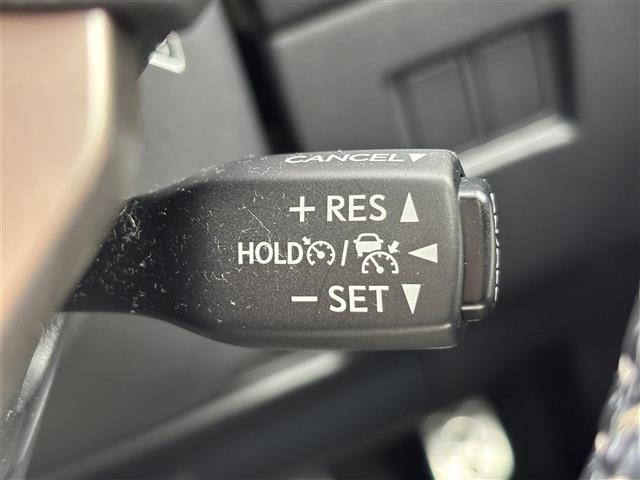 CANCEL▼
+ RES ▲
HOLD / ◀
− SET ▼